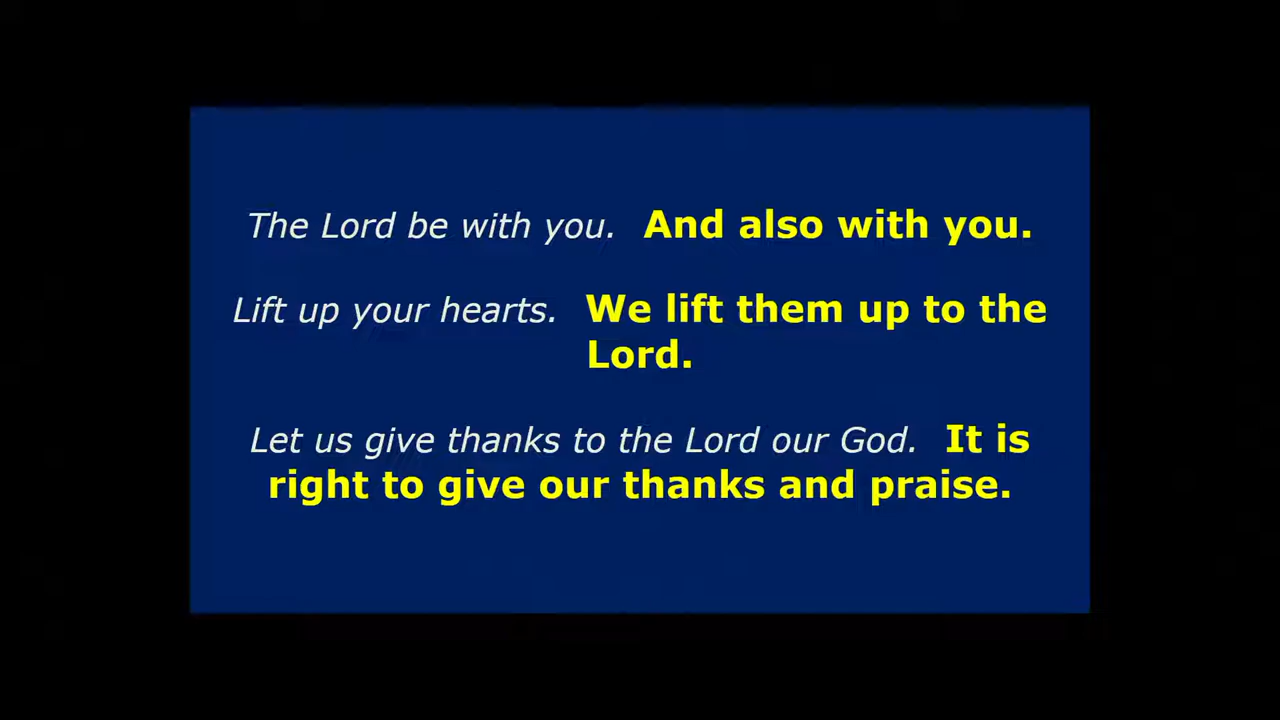 The Lord be with you. And also with you.
Lift up your hearts. We lift them up to the
Lord.
Let us give thanks to the Lord our God. It is
right to give our thanks and praise.